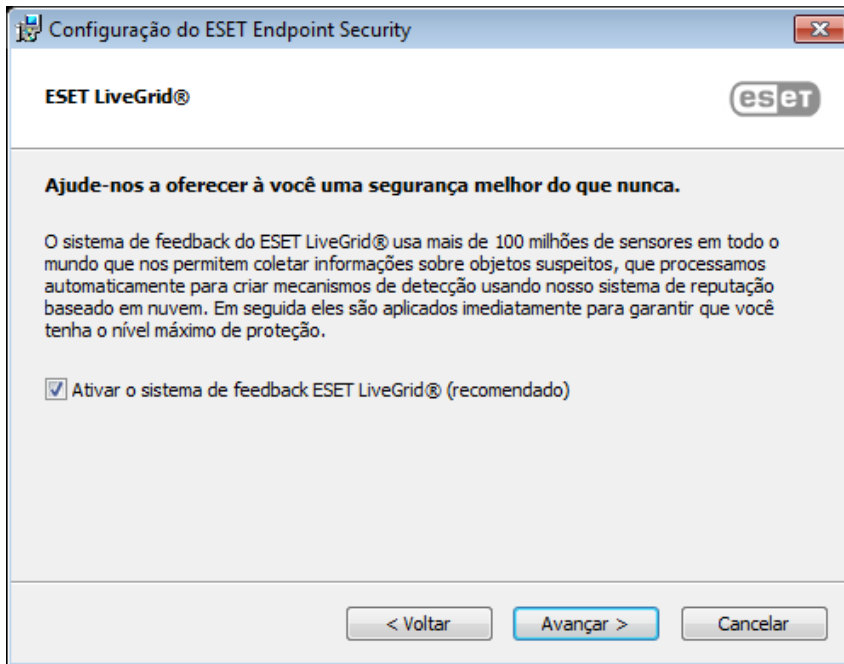 Configuração do ESET Endpoint Security
ESET LiveGrid®
eset
Ajude-nos a oferecer à você uma segurança melhor do que nunca.
O sistema de feedback do ESET LiveGrid® usa mais de 100 milhões de sensores em todo o
mundo que nos permitem coletar informações sobre objetos suspeitos, que processamos
automaticamente para criar mecanismos de detecção usando nosso sistema de reputação
baseado em nuvem. Em seguida eles são aplicados imediatamente para garantir que você
tenha o nível máximo de proteção.
Ativar o sistema de feedback ESET LiveGrid® (recomendado)
< Voltar Avançar > Cancelar